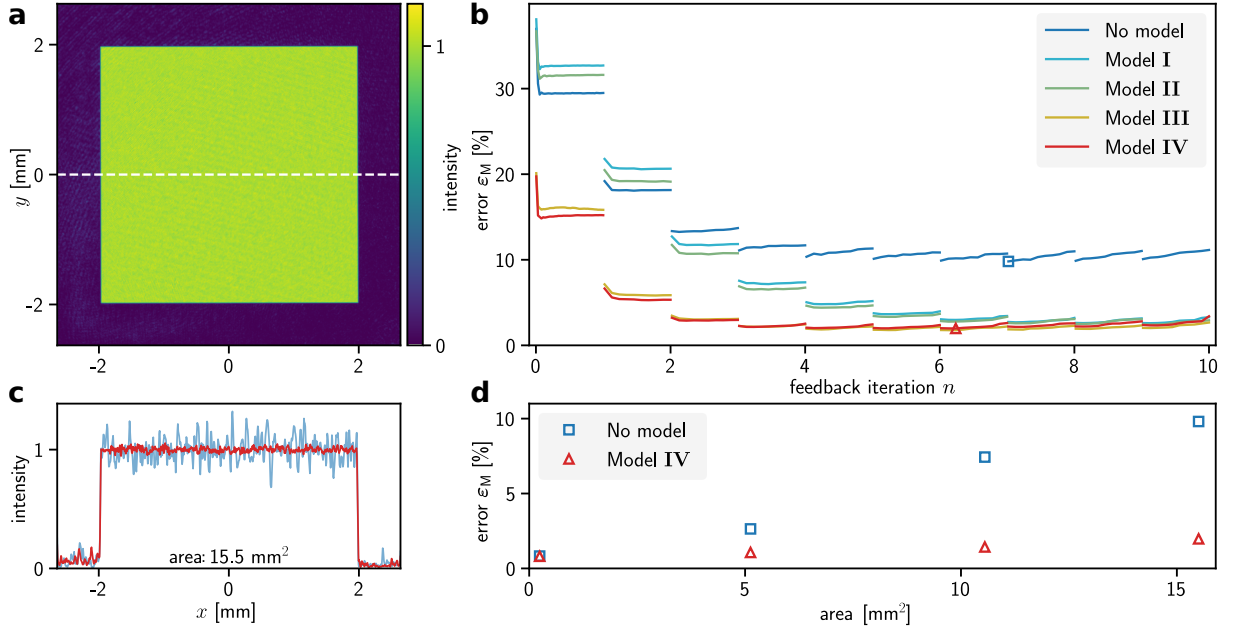 a
2
0
-2
y [mm]
-2
0
2
1
0
intensity
b
30
20
10
0
error εM [%]
0
2
4
6
8
10
feedback iteration n
No model
Model I
Model II
Model III
Model IV
c
1
0
intensity
area: 15.5 mm²
-2
0
2
x [mm]
d
10
5
0
error εM [%]
No model
Model IV
0
5
10
15
area [mm²]